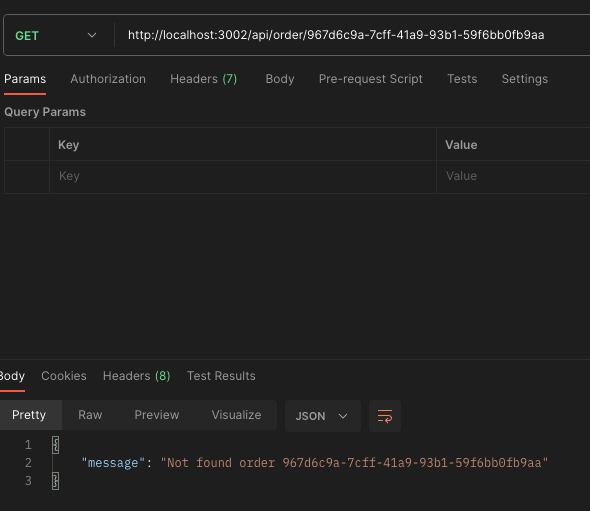 GET http://localhost:3002/api/order/967d6c9a-7cff-41a9-93b1-59f6bb0fb9aa
Params Authorization Headers (7) Body Pre-request Script Tests Settings
Query Params
Key Value
Key Value
Body Cookies Headers (8) Test Results
Pretty Raw Preview Visualize JSON
1 {
2 "message": "Not found order 967d6c9a-7cff-41a9-93b1-59f6bb0fb9aa"
3 }